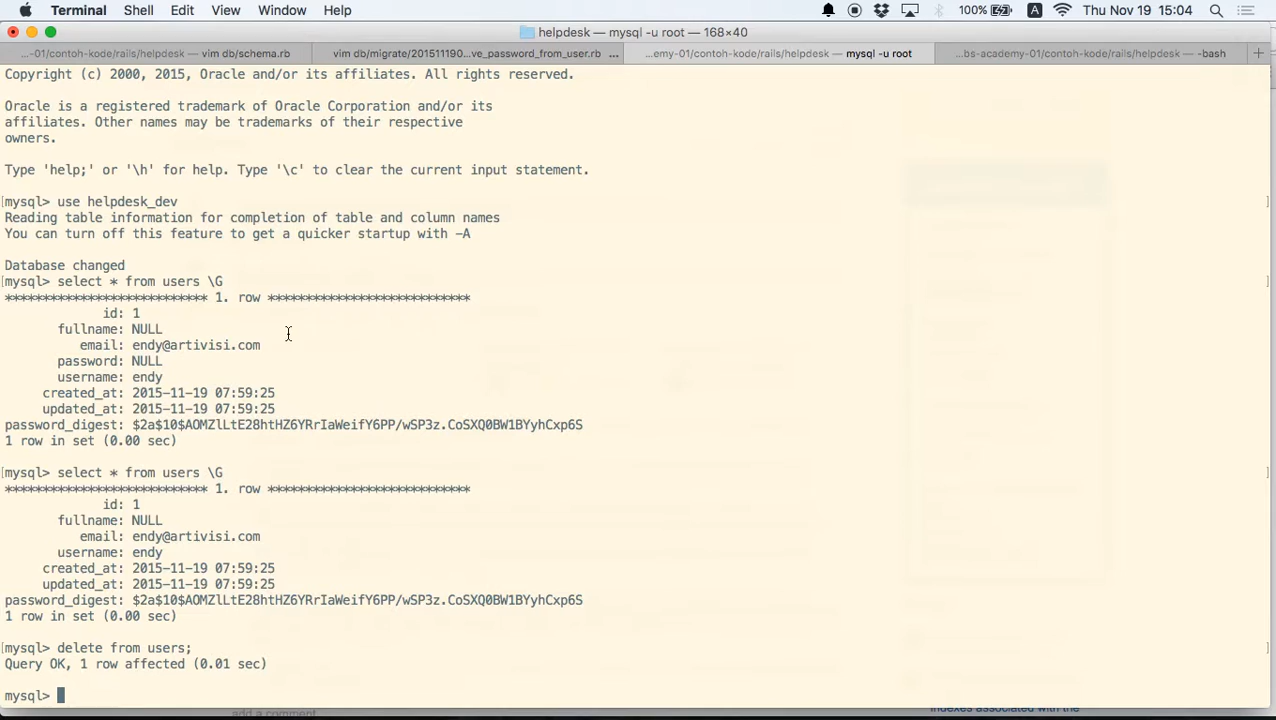 Terminal Shell Edit View Window Help 100% A Thu Nov 19 15:04
helpdesk — mysql -u root — 168×40
...-01/contoh-kode/rails/helpdesk — vim db/schema.rb vim db/migrate/201511190...ve_password_from_user.rb ... ...emy-01/contoh-kode/rails/helpdesk — mysql -u root ...bs-academy-01/contoh-kode/rails/helpdesk — -bash
Copyright (c) 2000, 2015, Oracle and/or its affiliates. All rights reserved.
Oracle is a registered trademark of Oracle Corporation and/or its
affiliates. Other names may be trademarks of their respective
owners.
Type 'help;' or '\h' for help. Type '\c' to clear the current input statement.
[mysql> use helpdesk_dev ]
Reading table information for completion of table and column names
You can turn off this feature to get a quicker startup with -A
Database changed
[mysql> select * from users \G ]
*************************** 1. row ***************************
id: 1
fullname: NULL
email: endy@artivisi.com
password: NULL
username: endy
created_at: 2015-11-19 07:59:25
updated_at: 2015-11-19 07:59:25
password_digest: $2a$10$AOMZlLtE28htHZ6YRrIaWeifY6PP/wSP3z.CoSXQ0BW1BYyhCxp6S
1 row in set (0.00 sec)
[mysql> select * from users \G ]
*************************** 1. row ***************************
id: 1
fullname: NULL
email: endy@artivisi.com
username: endy
created_at: 2015-11-19 07:59:25
updated_at: 2015-11-19 07:59:25
password_digest: $2a$10$AOMZlLtE28htHZ6YRrIaWeifY6PP/wSP3z.CoSXQ0BW1BYyhCxp6S
1 row in set (0.00 sec)
[mysql> delete from users; ]
Query OK, 1 row affected (0.01 sec)
mysql>
add a comment indexes associated with the